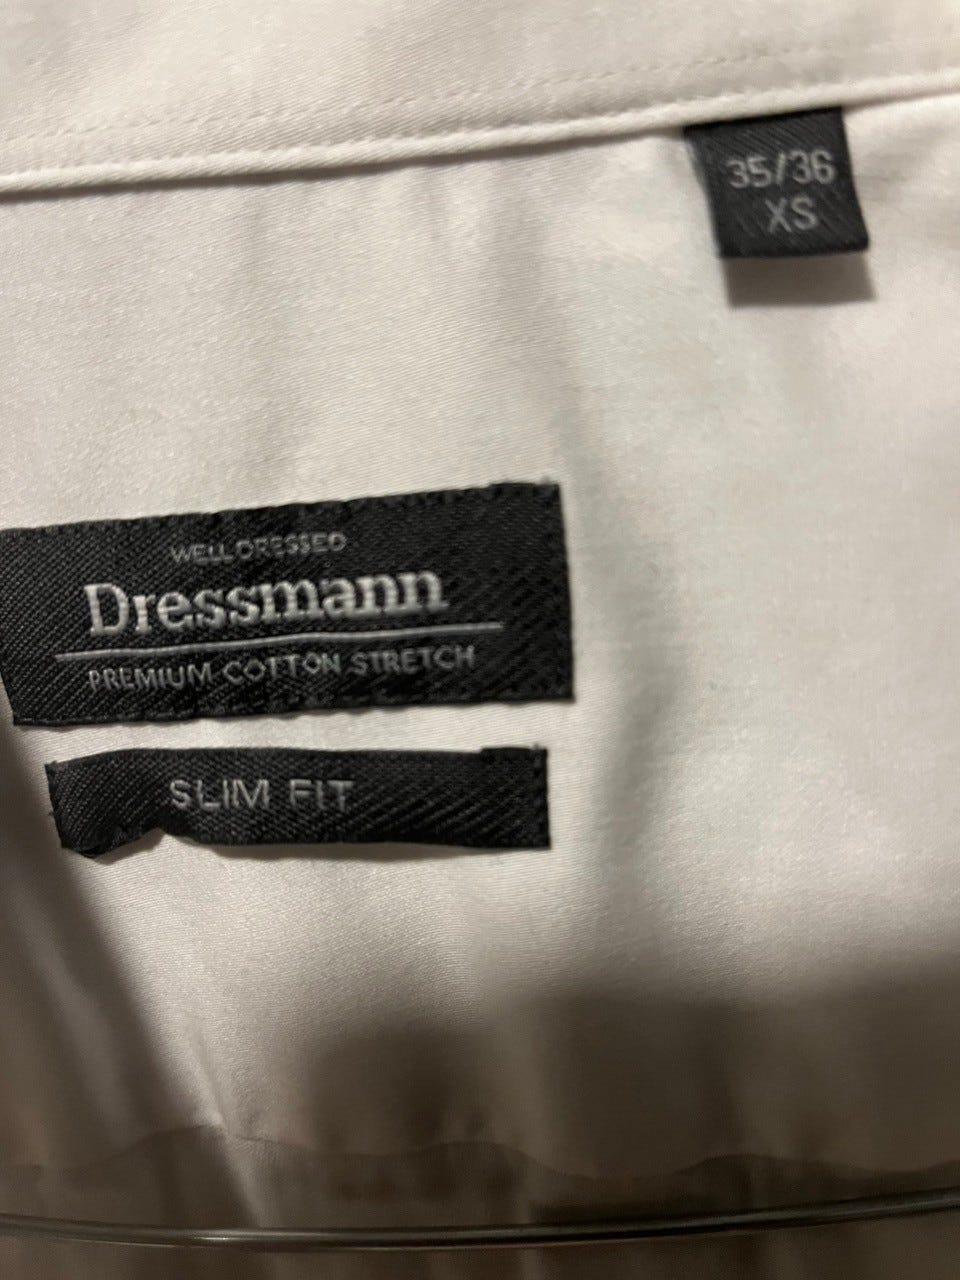 35/36
XS
WELL DRESSED
Dressmann
PREMIUM COTTON STRETCH
SLIM FIT